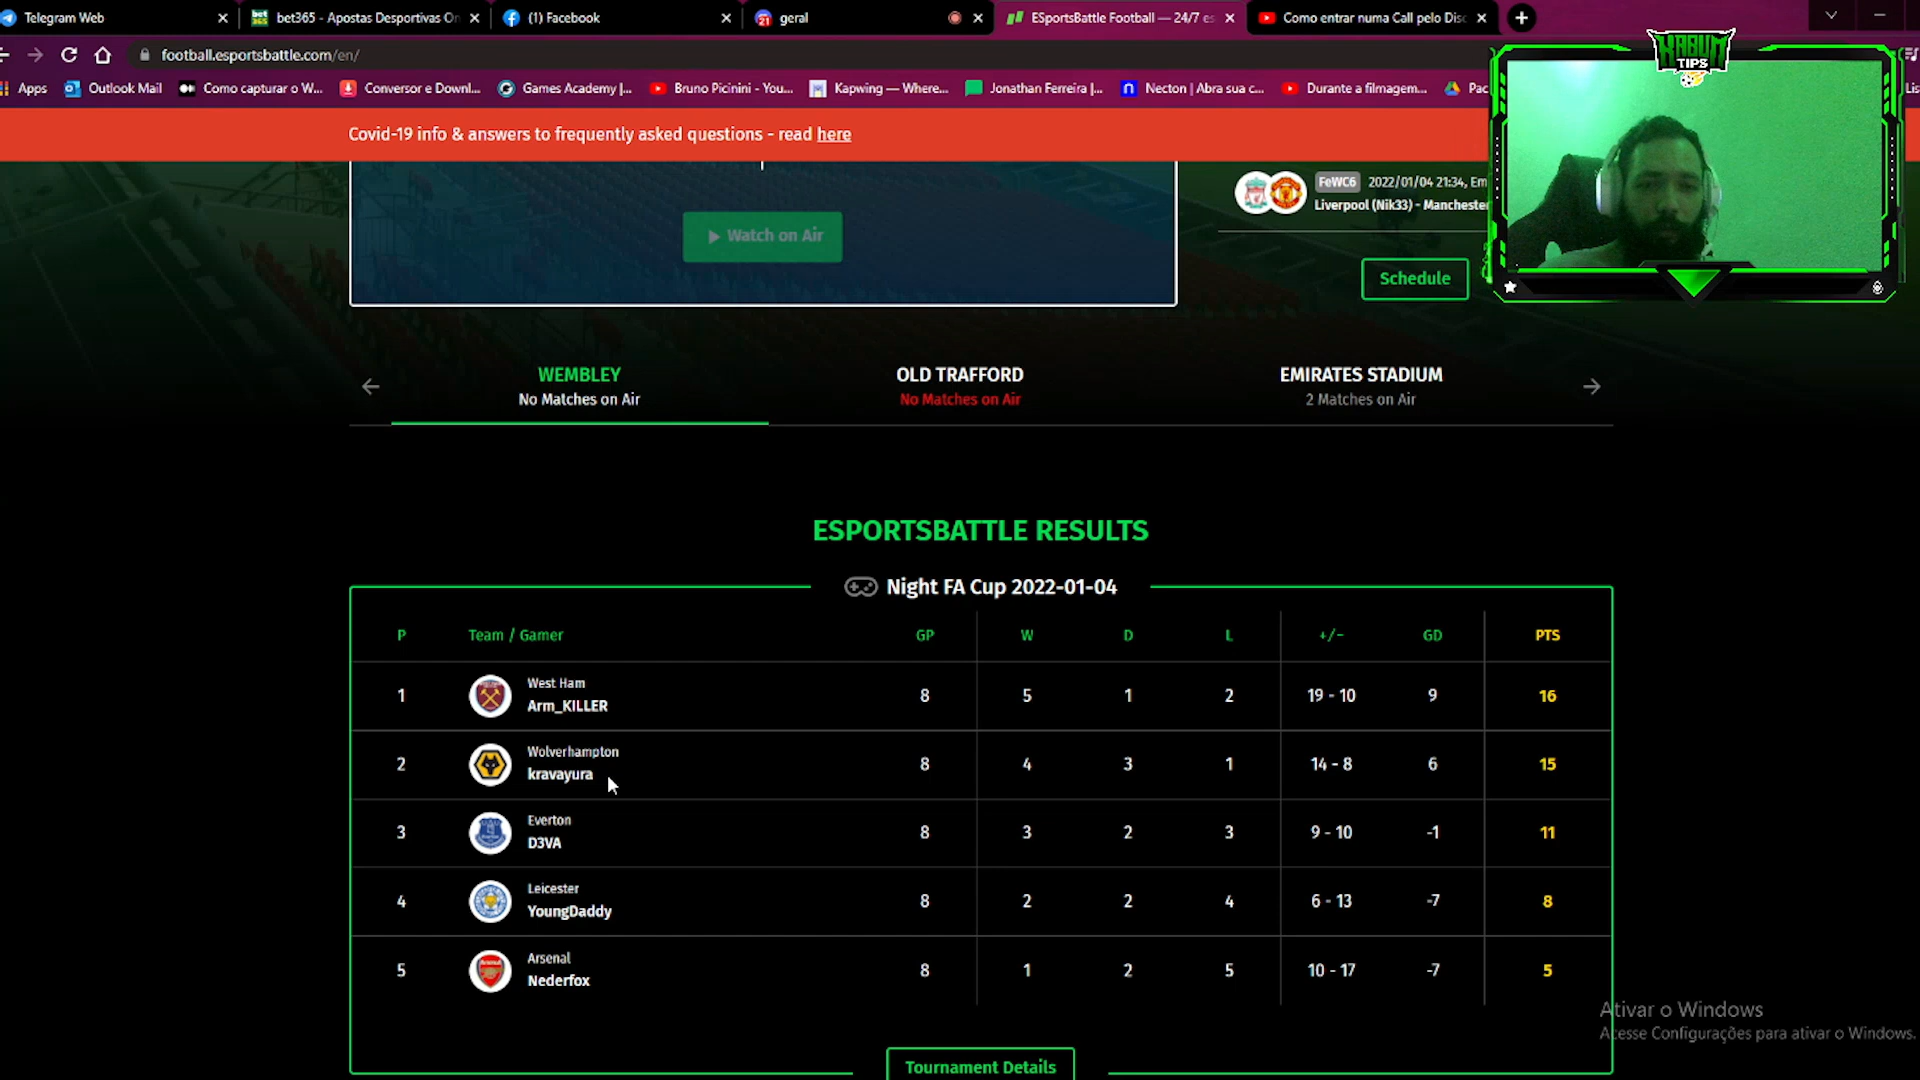 Telegram Web
bet365 - Apostas Desportivas On
(1) Facebook
21 geral
ESportsBattle Football — 24/7 es
Como entrar numa Call pelo Disc
football.esportsbattle.com/en/
Apps
Outlook Mail
Como capturar o W...
Conversor e Downl...
Games Academy |...
Bruno Picinini - You...
Kapwing — Where...
Jonathan Ferreira |...
Necton | Abra sua c...
Durante a filmagem...
Pac
Lis
KABUM
TIPS
Covid-19 info & answers to frequently asked questions - read here
FeWC6 2022/01/04 21:34, Em
Liverpool (Nik33) - Manchester
Watch on Air
Schedule
WEMBLEY
No Matches on Air
OLD TRAFFORD
No Matches on Air
EMIRATES STADIUM
2 Matches on Air
ESPORTSBATTLE RESULTS
Night FA Cup 2022-01-04
P Team / Gamer GP W D L +/- GD PTS
West Ham
1 Arm_KILLER 8 5 1 2 19 - 10 9 16
Wolverhampton
2 kravayura 8 4 3 1 14 - 8 6 15
Everton
3 D3VA 8 3 2 3 9 - 10 -1 11
Leicester
4 YoungDaddy 8 2 2 4 6 - 13 -7 8
Arsenal
5 Nederfox 8 1 2 5 10 - 17 -7 5
Tournament Details
Ativar o Windows
Acesse Configurações para ativar o Windows.